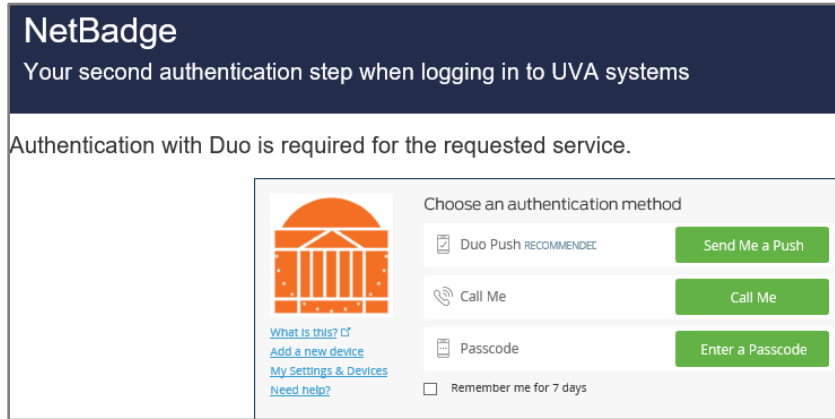 NetBadge
Your second authentication step when logging in to UVA systems
Authentication with Duo is required for the requested service.
Choose an authentication method
Duo Push RECOMMENDED Send Me a Push
Call Me Call Me
Passcode Enter a Passcode
Remember me for 7 days
What is this?
Add a new device
My Settings & Devices
Need help?